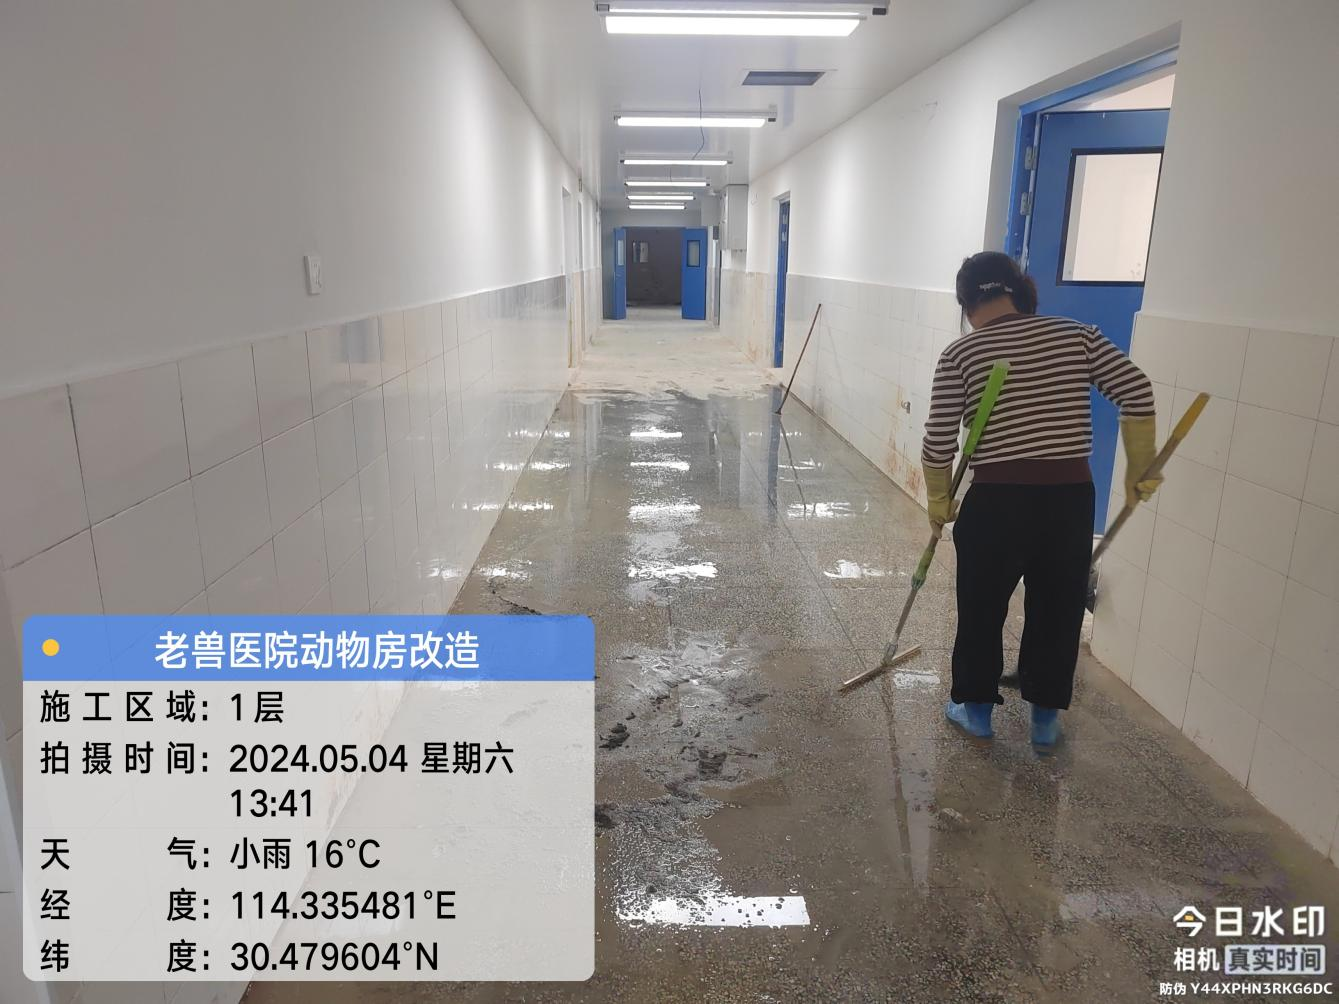 老兽医院动物房改造
施工区域：1层
拍摄时间：2024.05.04 星期六
13:41
天气：小雨 16°C
经度：114.335481°E
纬度：30.479604°N
今日水印
相机 真实时间
防伪 Y44XPHN3RKG6DC